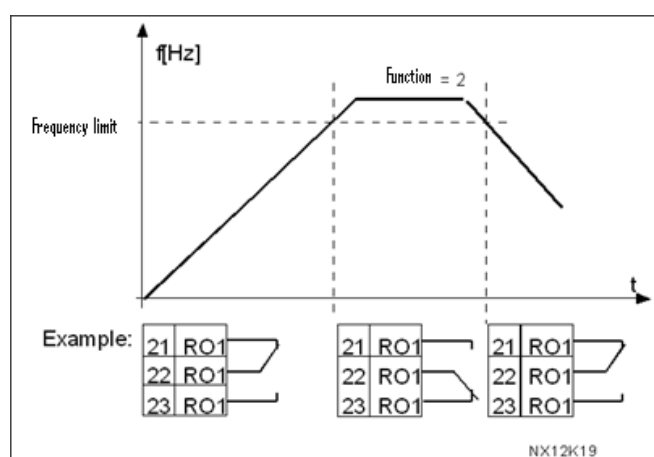 f[Hz]
Function = 2
Frequency limit
t
Example:
21 RO1
22 RO1
23 RO1
21 RO1
22 RO1
23 RO1
21 RO1
22 RO1
23 RO1
NX12K19